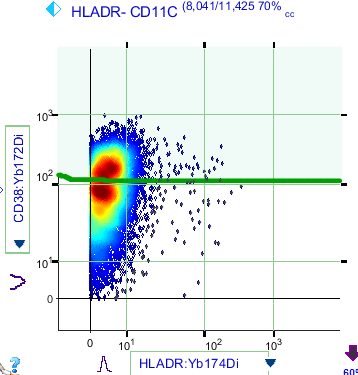 HLADR- CD11C (8,041/11,425 70% cc
10³
10²
10¹
0
CD38:Yb172Di
0 10¹ 10² 10³
HLADR:Yb174Di
?